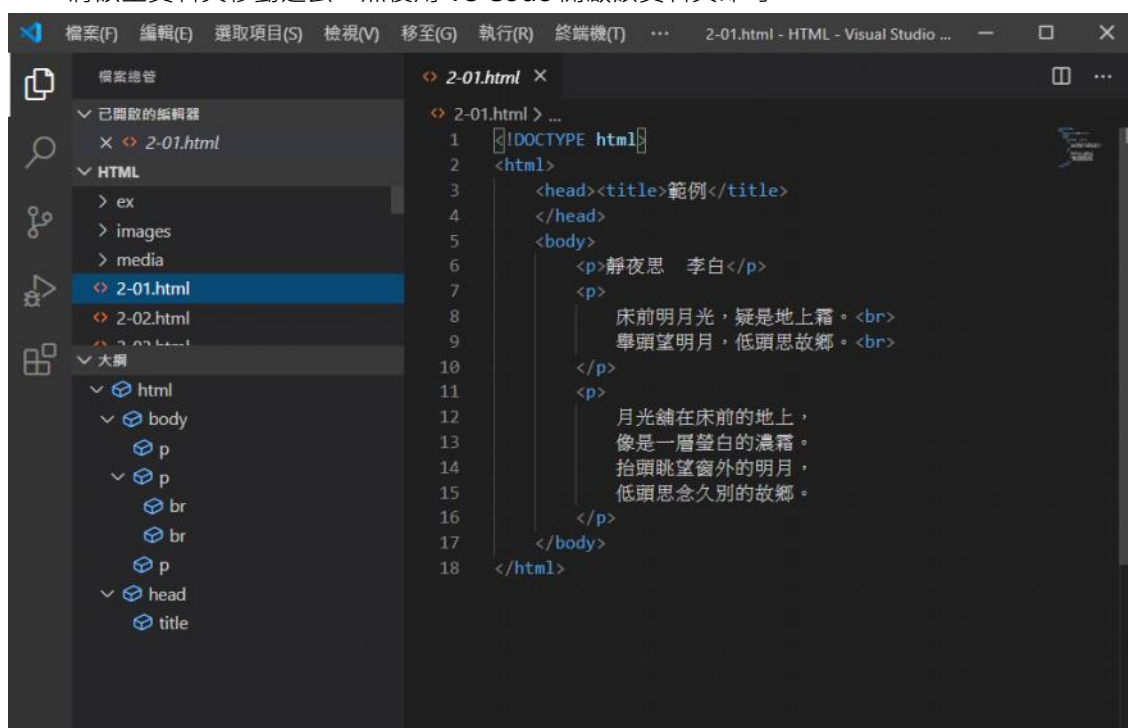 檔案(F) 編輯(E) 選取項目(S) 檢視(V) 移至(G) 執行(R) 終端機(T) ··· 2-01.html - HTML - Visual Studio ...
檔案總管
已開啟的編輯器
2-01.html
HTML
ex
images
media
2-01.html
2-02.html
大綱
html
body
p
p
br
br
p
head
title
2-01.html
2-01.html > ...
1 <!DOCTYPE html>
2 <html>
3 <head><title>範例</title>
4 </head>
5 <body>
6 <p>靜夜思　李白</p>
7 <p>
8 床前明月光，疑是地上霜。<br>
9 舉頭望明月，低頭思故鄉。<br>
10 </p>
11 <p>
12 月光舖在床前的地上，
13 像是一層瑩白的濃霜。
14 抬頭眺望窗外的明月，
15 低頭思念久別的故鄉。
16 </p>
17 </body>
18 </html>